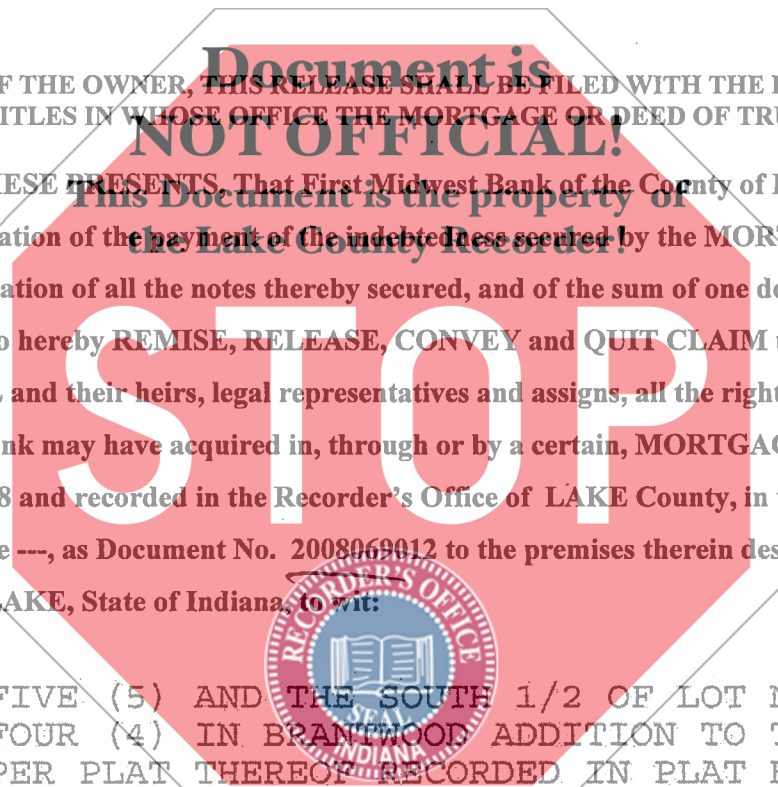 Document is
F THE OWNER, THIS RELEASE SHALL BE FILED WITH THE
ITLES IN WHOSE OFFICE THE MORTGAGE OR DEED OF TRU
NOT OFFICIAL!
ESE PRESENTS, That First Midwest Bank of the County of
This Document is the property of
ation of the payment of the indebtedness secured by the MOR
the Lake County Recorder!
ation of all the notes thereby secured, and of the sum of one do
o hereby REMISE, RELEASE, CONVEY and QUIT CLAIM
and their heirs, legal representatives and assigns, all the right
STOP
nk may have acquired in, through or by a certain, MORTGAG
8 and recorded in the Recorder's Office of LAKE County, in
e ---, as Document No. 2008069012 to the premises therein des
LAKE, State of Indiana, to wit:
RECORDER'S OFFICE
SEAL
INDIANA
FIVE (5) AND THE SOUTH 1/2 OF LOT N
FOUR (4) IN BRANTWOOD ADDITION TO T
PER PLAT THEREOF RECORDED IN PLAT